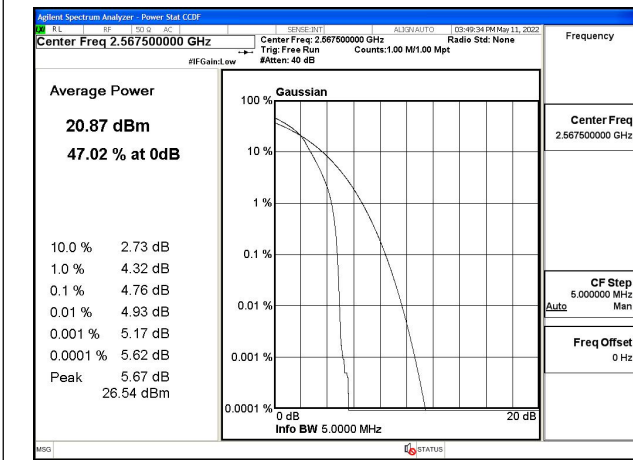 Agilent Spectrum Analyzer - Power Stat CCDF
RL RF 50 Ω AC SENSE:INT ALIGNAUTO 03:49:34 PM May 11, 2022
Center Freq 2.567500000 GHz
Center Freq: 2.567500000 GHz Radio Std: None
Trig: Free Run Counts:1.00 M/1.00 Mpt
#IFGain:Low #Atten: 40 dB
Frequency
Average Power
20.87 dBm
47.02 % at 0dB
10.0 % 2.73 dB
1.0 % 4.32 dB
0.1 % 4.76 dB
0.01 % 4.93 dB
0.001 % 5.17 dB
0.0001 % 5.62 dB
Peak 5.67 dB
26.54 dBm
Gaussian
100 %
10 %
1 %
0.1 %
0.01 %
0.001 %
0.0001 %
0 dB 20 dB
Info BW 5.0000 MHz
Center Freq
2.567500000 GHz
CF Step
5.000000 MHz
Auto Man
Freq Offset
0 Hz
MSG STATUS